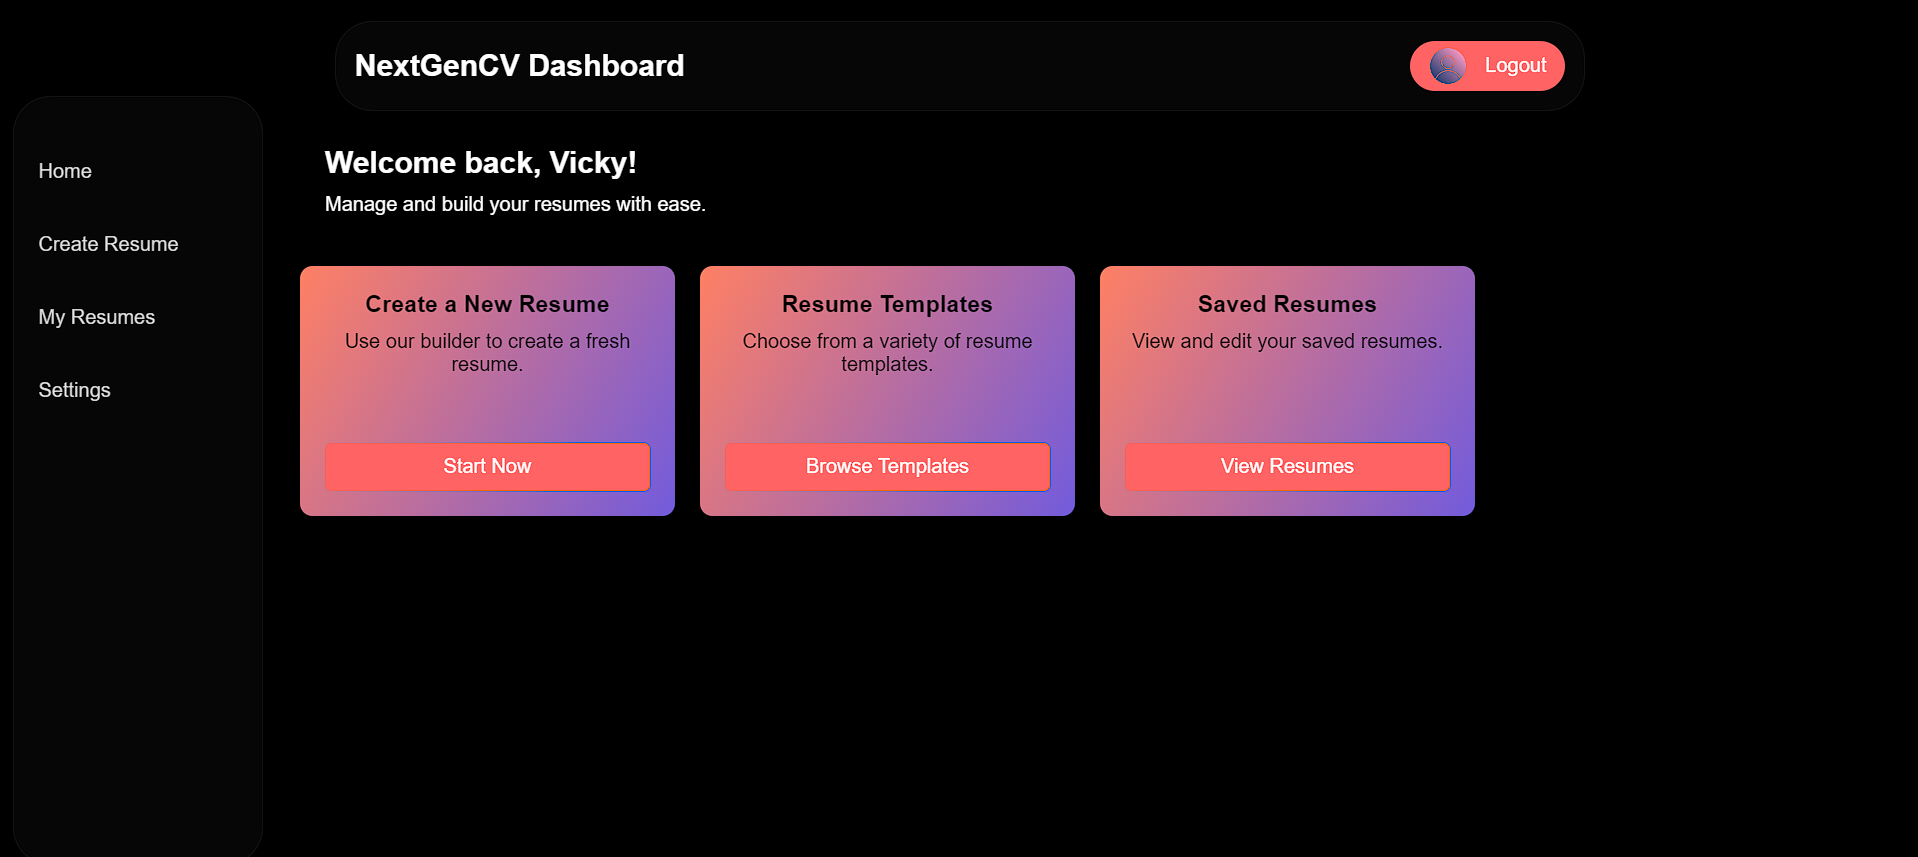 NextGenCV Dashboard
Logout
Home
Create Resume
My Resumes
Settings
Welcome back, Vicky!
Manage and build your resumes with ease.
Create a New Resume
Use our builder to create a fresh
resume.
Start Now
Resume Templates
Choose from a variety of resume
templates.
Browse Templates
Saved Resumes
View and edit your saved resumes.
View Resumes